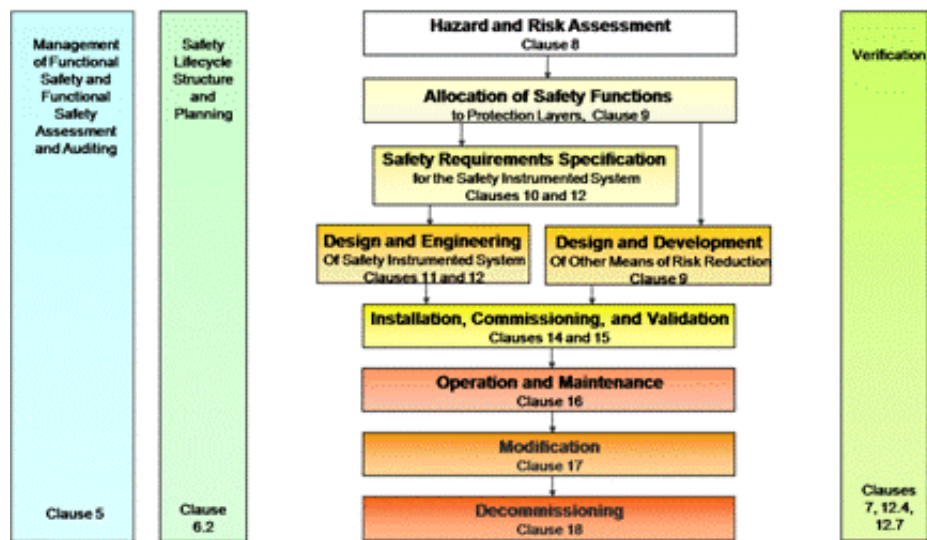 Management
of Functional
Safety and
Functional
Safety
Assessment
and Auditing
Clause 5
Safety
Lifecycle
Structure
and
Planning
Clause
6.2
Hazard and Risk Assessment
Clause 8
Allocation of Safety Functions
to Protection Layers, Clause 9
Safety Requirements Specification
for the Safety Instrumented System
Clauses 10 and 12
Design and Engineering
Of Safety Instrumented System
Clauses 11 and 12
Design and Development
Of Other Means of Risk Reduction
Clause 9
Installation, Commissioning, and Validation
Clauses 14 and 15
Operation and Maintenance
Clause 16
Modification
Clause 17
Decommissioning
Clause 18
Verification
Clauses
7, 12.4,
12.7